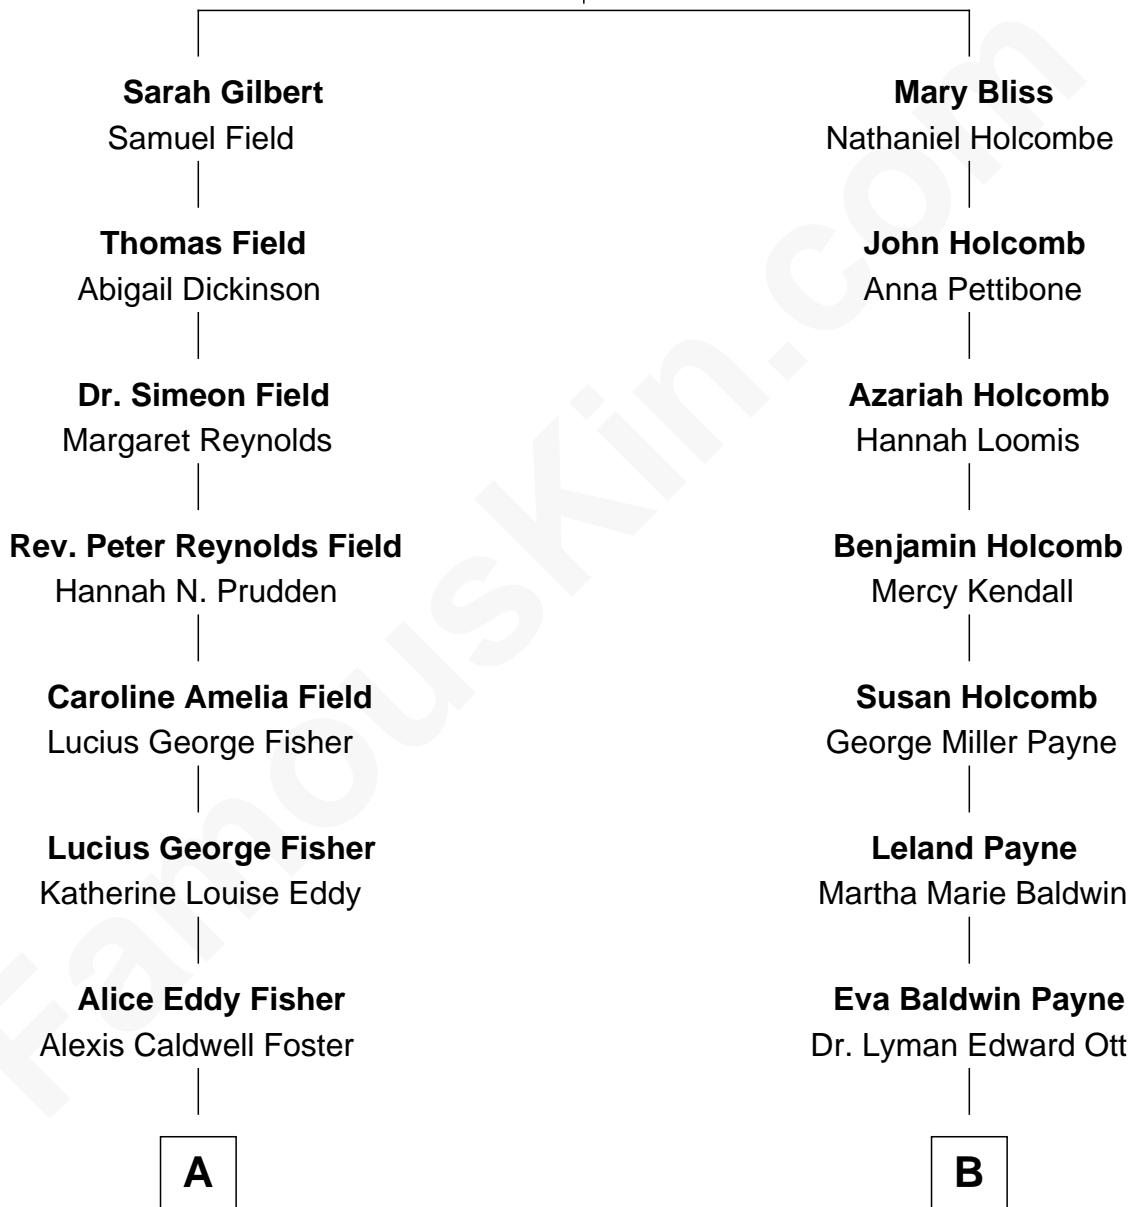 Sarah Gilbert
Samuel Field
Thomas Field
Abigail Dickinson
Dr. Simeon Field
Margaret Reynolds
Rev. Peter Reynolds Field
Hannah N. Prudden
Caroline Amelia Field
Lucius George Fisher
Lucius George Fisher
Katherine Louise Eddy
Alice Eddy Fisher
Alexis Caldwell Foster
A
Mary Bliss
Nathaniel Holcombe
John Holcomb
Anna Pettibone
Azariah Holcomb
Hannah Loomis
Benjamin Holcomb
Mercy Kendall
Susan Holcomb
George Miller Payne
Leland Payne
Martha Marie Baldwin
Eva Baldwin Payne
Dr. Lyman Edward Ott
B
FamousKin.com